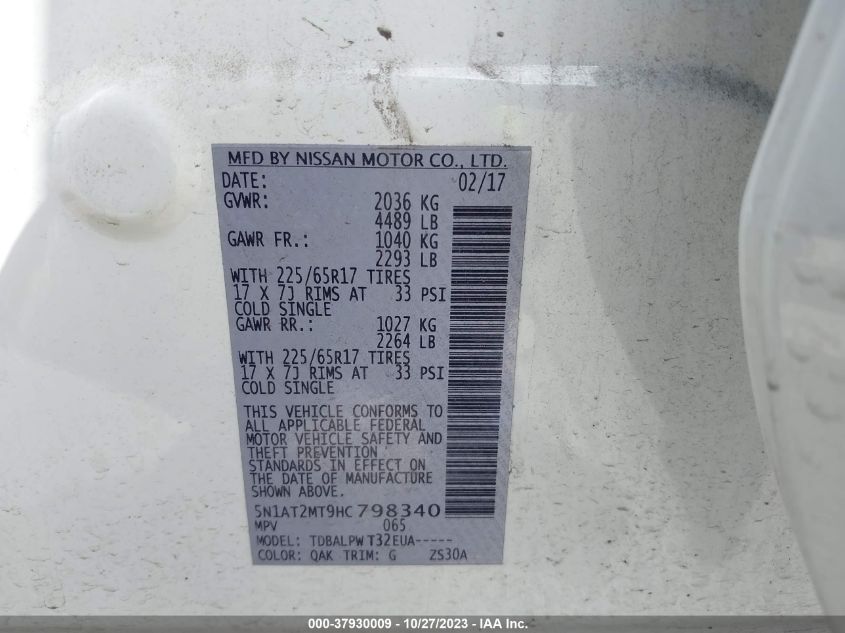 MFD BY NISSAN MOTOR CO., LTD.
DATE: 02/17
GVWR: 2036 KG
4489 LB
GAWR FR.: 1040 KG
2293 LB
WITH 225/65R17 TIRES
17 X 7J RIMS AT 33 PSI
COLD SINGLE
GAWR RR.: 1027 KG
2264 LB
WITH 225/65R17 TIRES
17 X 7J RIMS AT 33 PSI
COLD SINGLE
THIS VEHICLE CONFORMS TO
ALL APPLICABLE FEDERAL
MOTOR VEHICLE SAFETY AND
THEFT PREVENTION
STANDARDS IN EFFECT ON
THE DATE OF MANUFACTURE
SHOWN ABOVE.
5N1AT2MT9HC798340
MPV 065
MODEL: TDBALPWT32EUA-----
COLOR: QAK TRIM: G ZS30A
000-37930009 - 10/27/2023 - IAA Inc.